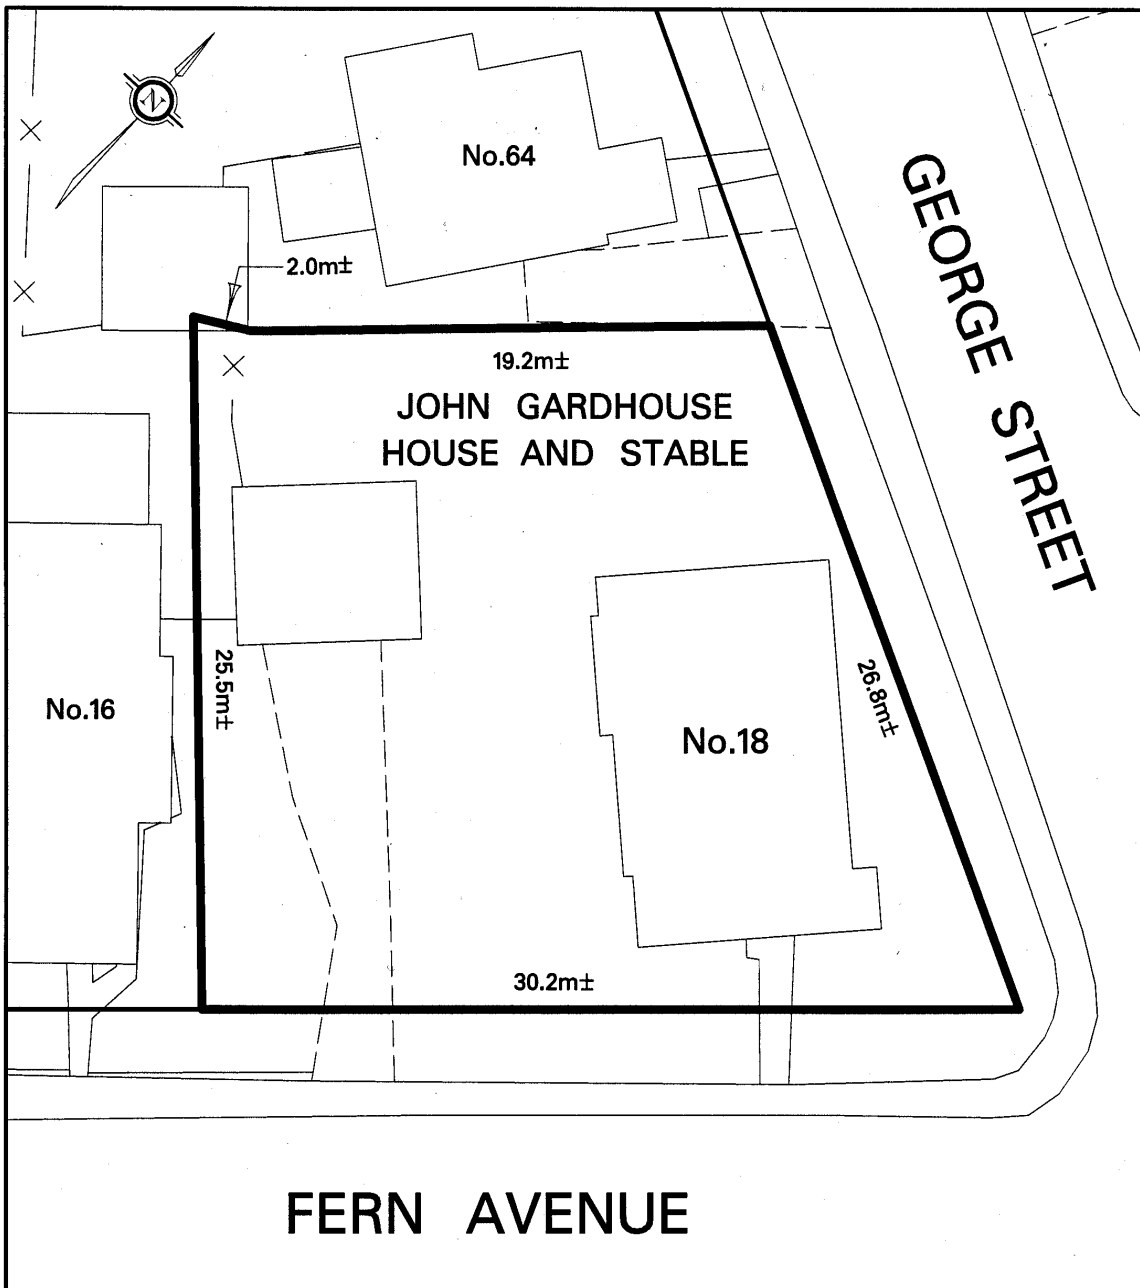 N
No.64
2.0m±
GEORGE STREET
19.2m±
JOHN GARDHOUSE
HOUSE AND STABLE
25.5m±
No.16
26.8m±
No.18
30.2m±
FERN AVENUE